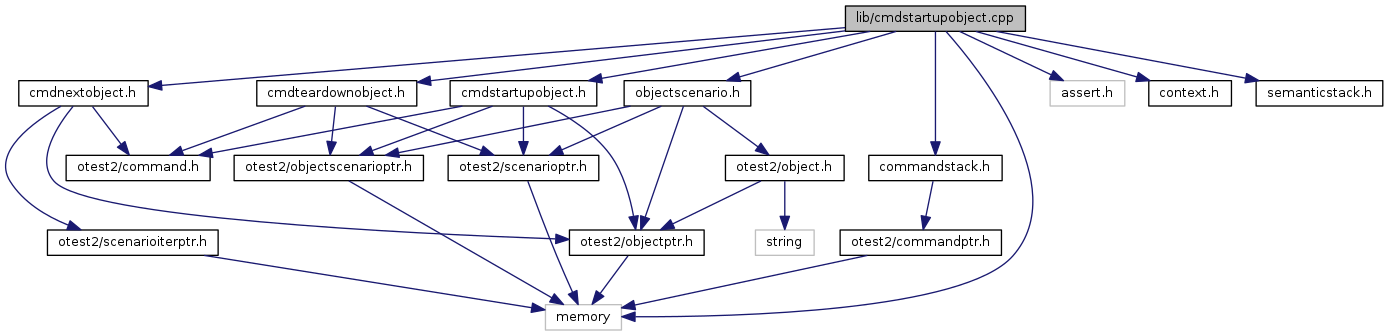 lib/cmdstartupobject.cpp
cmdnextobject.h
cmdteardownobject.h
cmdstartupobject.h
objectscenario.h
assert.h
context.h
semanticstack.h
otest2/command.h
otest2/objectscenarioptr.h
otest2/scenarioptr.h
otest2/object.h
commandstack.h
otest2/scenarioiterptr.h
otest2/objectptr.h
string
otest2/commandptr.h
memory